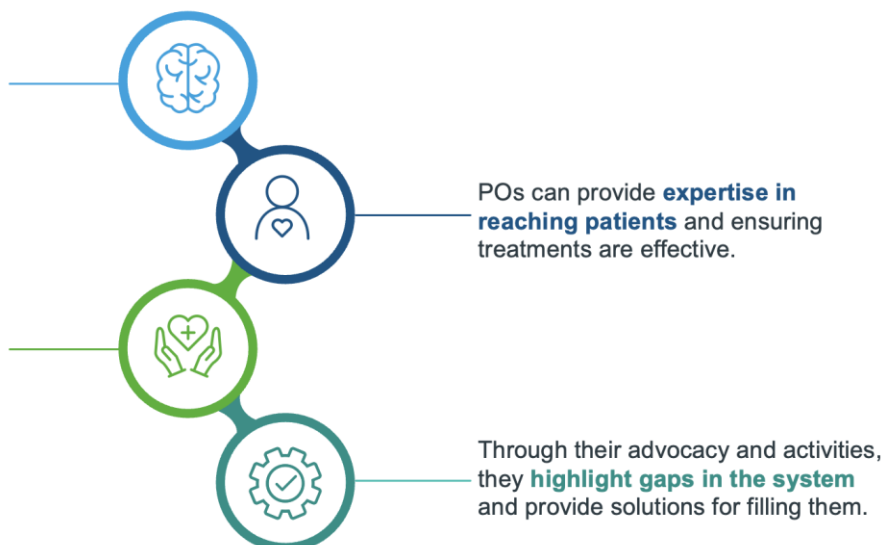 POs can provide expertise in
reaching patients and ensuring
treatments are effective.
Through their advocacy and activities,
they highlight gaps in the system
and provide solutions for filling them.